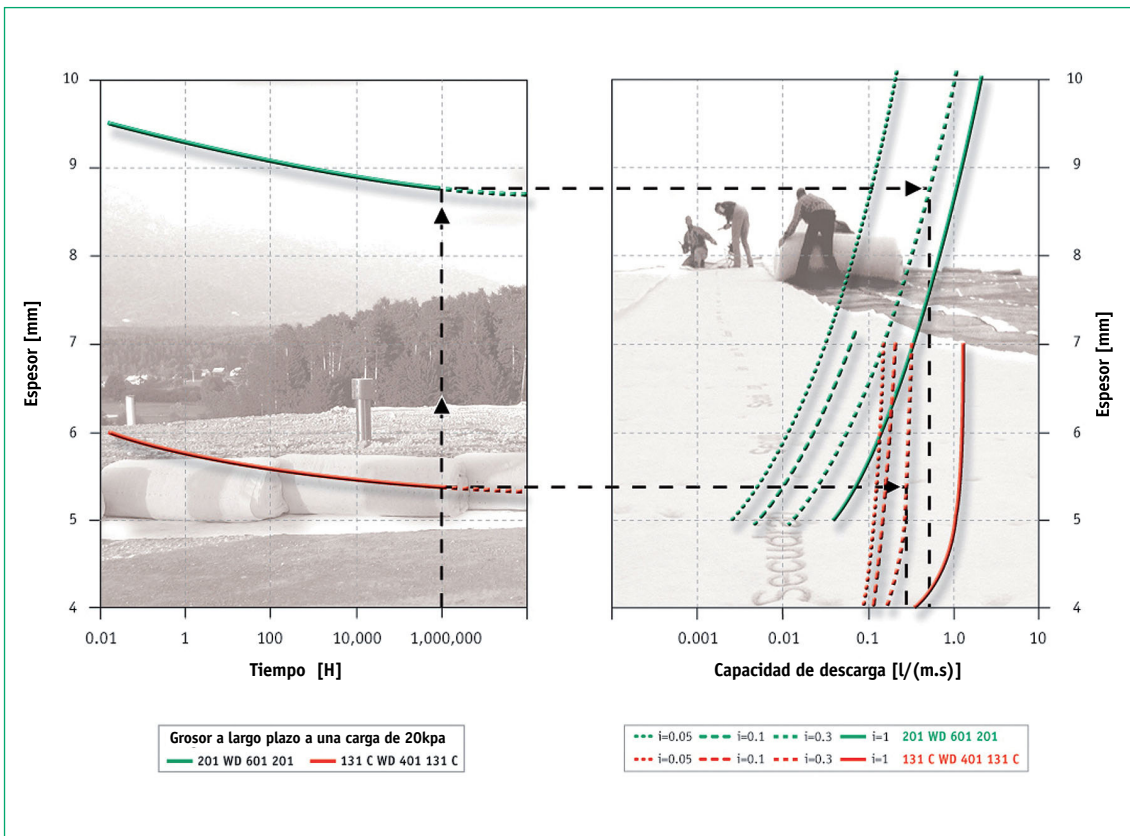 10
9
8
7
6
5
4
Espesor [mm]
0.01 1 100 10,000 1,000,000
Tiempo [H]
Grosor a largo plazo a una carga de 20kpa
201 WD 601 201 131 C WD 401 131 C
10
9
8
7
6
5
4
Espesor [mm]
Secud
0.001 0.01 0.1 1.0 10
Capacidad de descarga [l/(m.s)]
i=0.05 i=0.1 i=0.3 i=1 201 WD 601 201
i=0.05 i=0.1 i=0.3 i=1 131 C WD 401 131 C